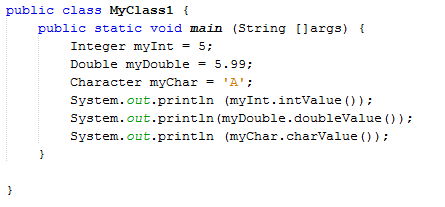 public class MyClass1 {
public static void main (String []args) {
Integer myInt = 5;
Double myDouble = 5.99;
Character myChar = 'A';
System.out.println (myInt.intValue());
System.out.println(myDouble.doubleValue());
System.out.println (myChar.charValue());
}
}